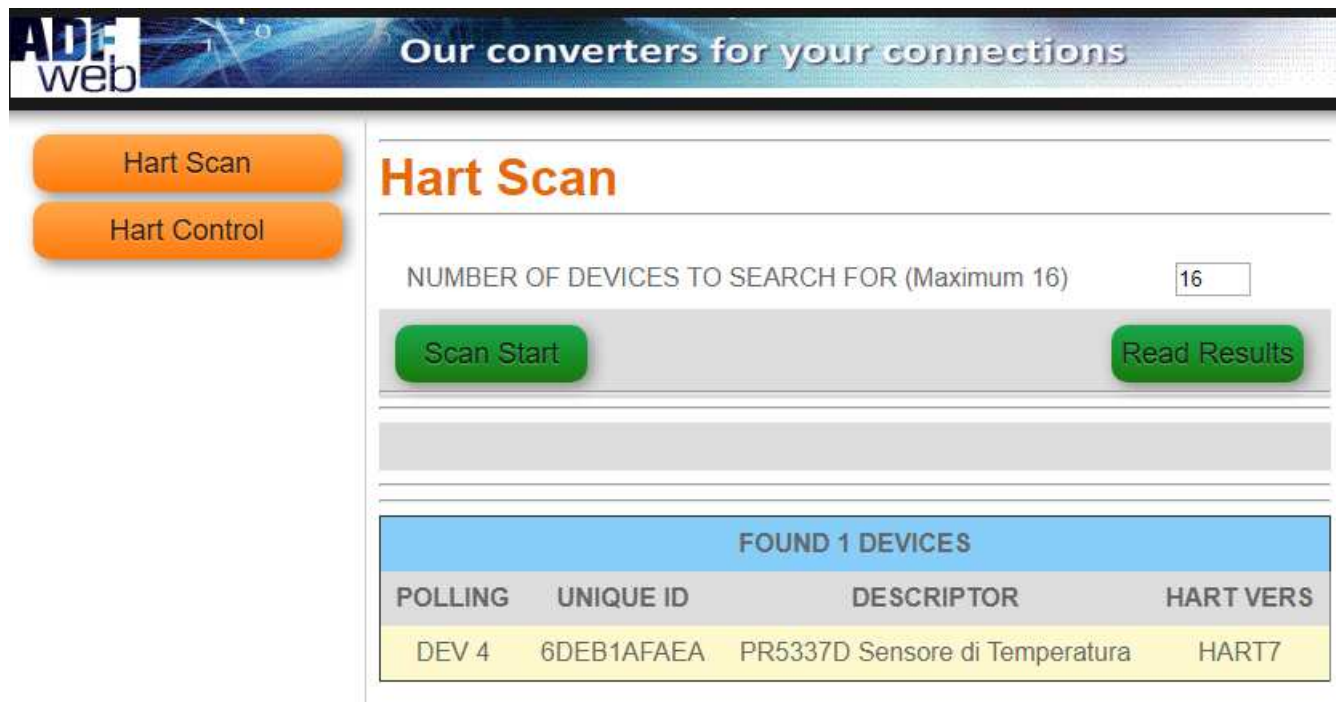 ADF
web
Our converters for your connections
Hart Scan
Hart Control
Hart Scan
NUMBER OF DEVICES TO SEARCH FOR (Maximum 16) 16
Scan Start Read Results
FOUND 1 DEVICES
POLLING UNIQUE ID DESCRIPTOR HART VERS
DEV 4 6DEB1AFAEA PR5337D Sensore di Temperatura HART7